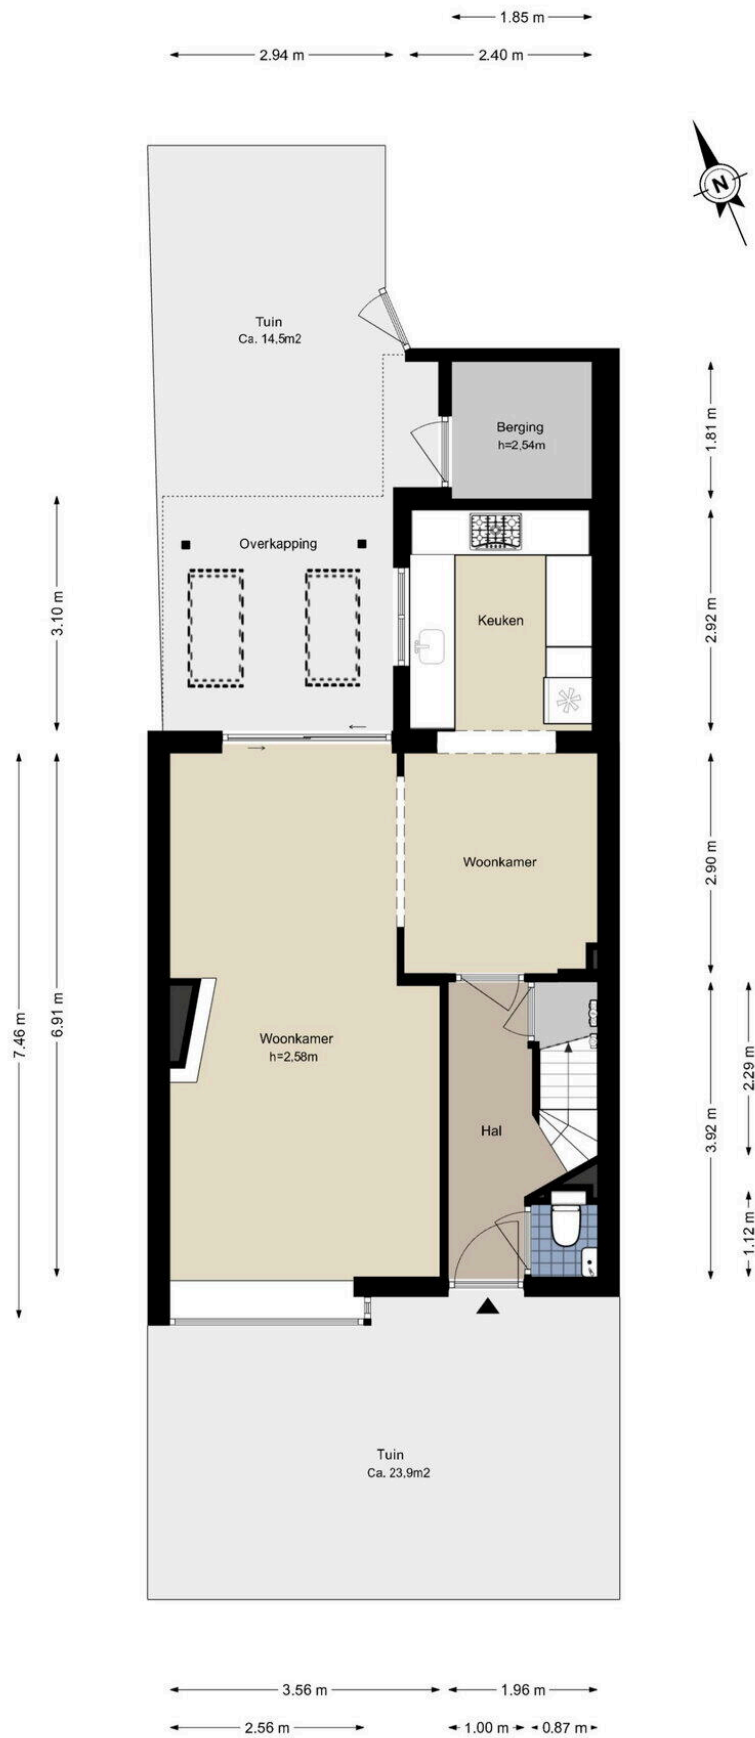 1.85 m
2.94 m
2.40 m
N
Tuin
Ca. 14,5m2
Berging
h=2,54m
1.81 m
Overkapping
3.10 m
Keuken
2.92 m
Woonkamer
2.90 m
7.46 m
6.91 m
Woonkamer
h=2,58m
Hal
3.92 m
2.29 m
1.12 m
Tuin
Ca. 23,9m2
3.56 m
1.96 m
2.56 m
1.00 m
0.87 m